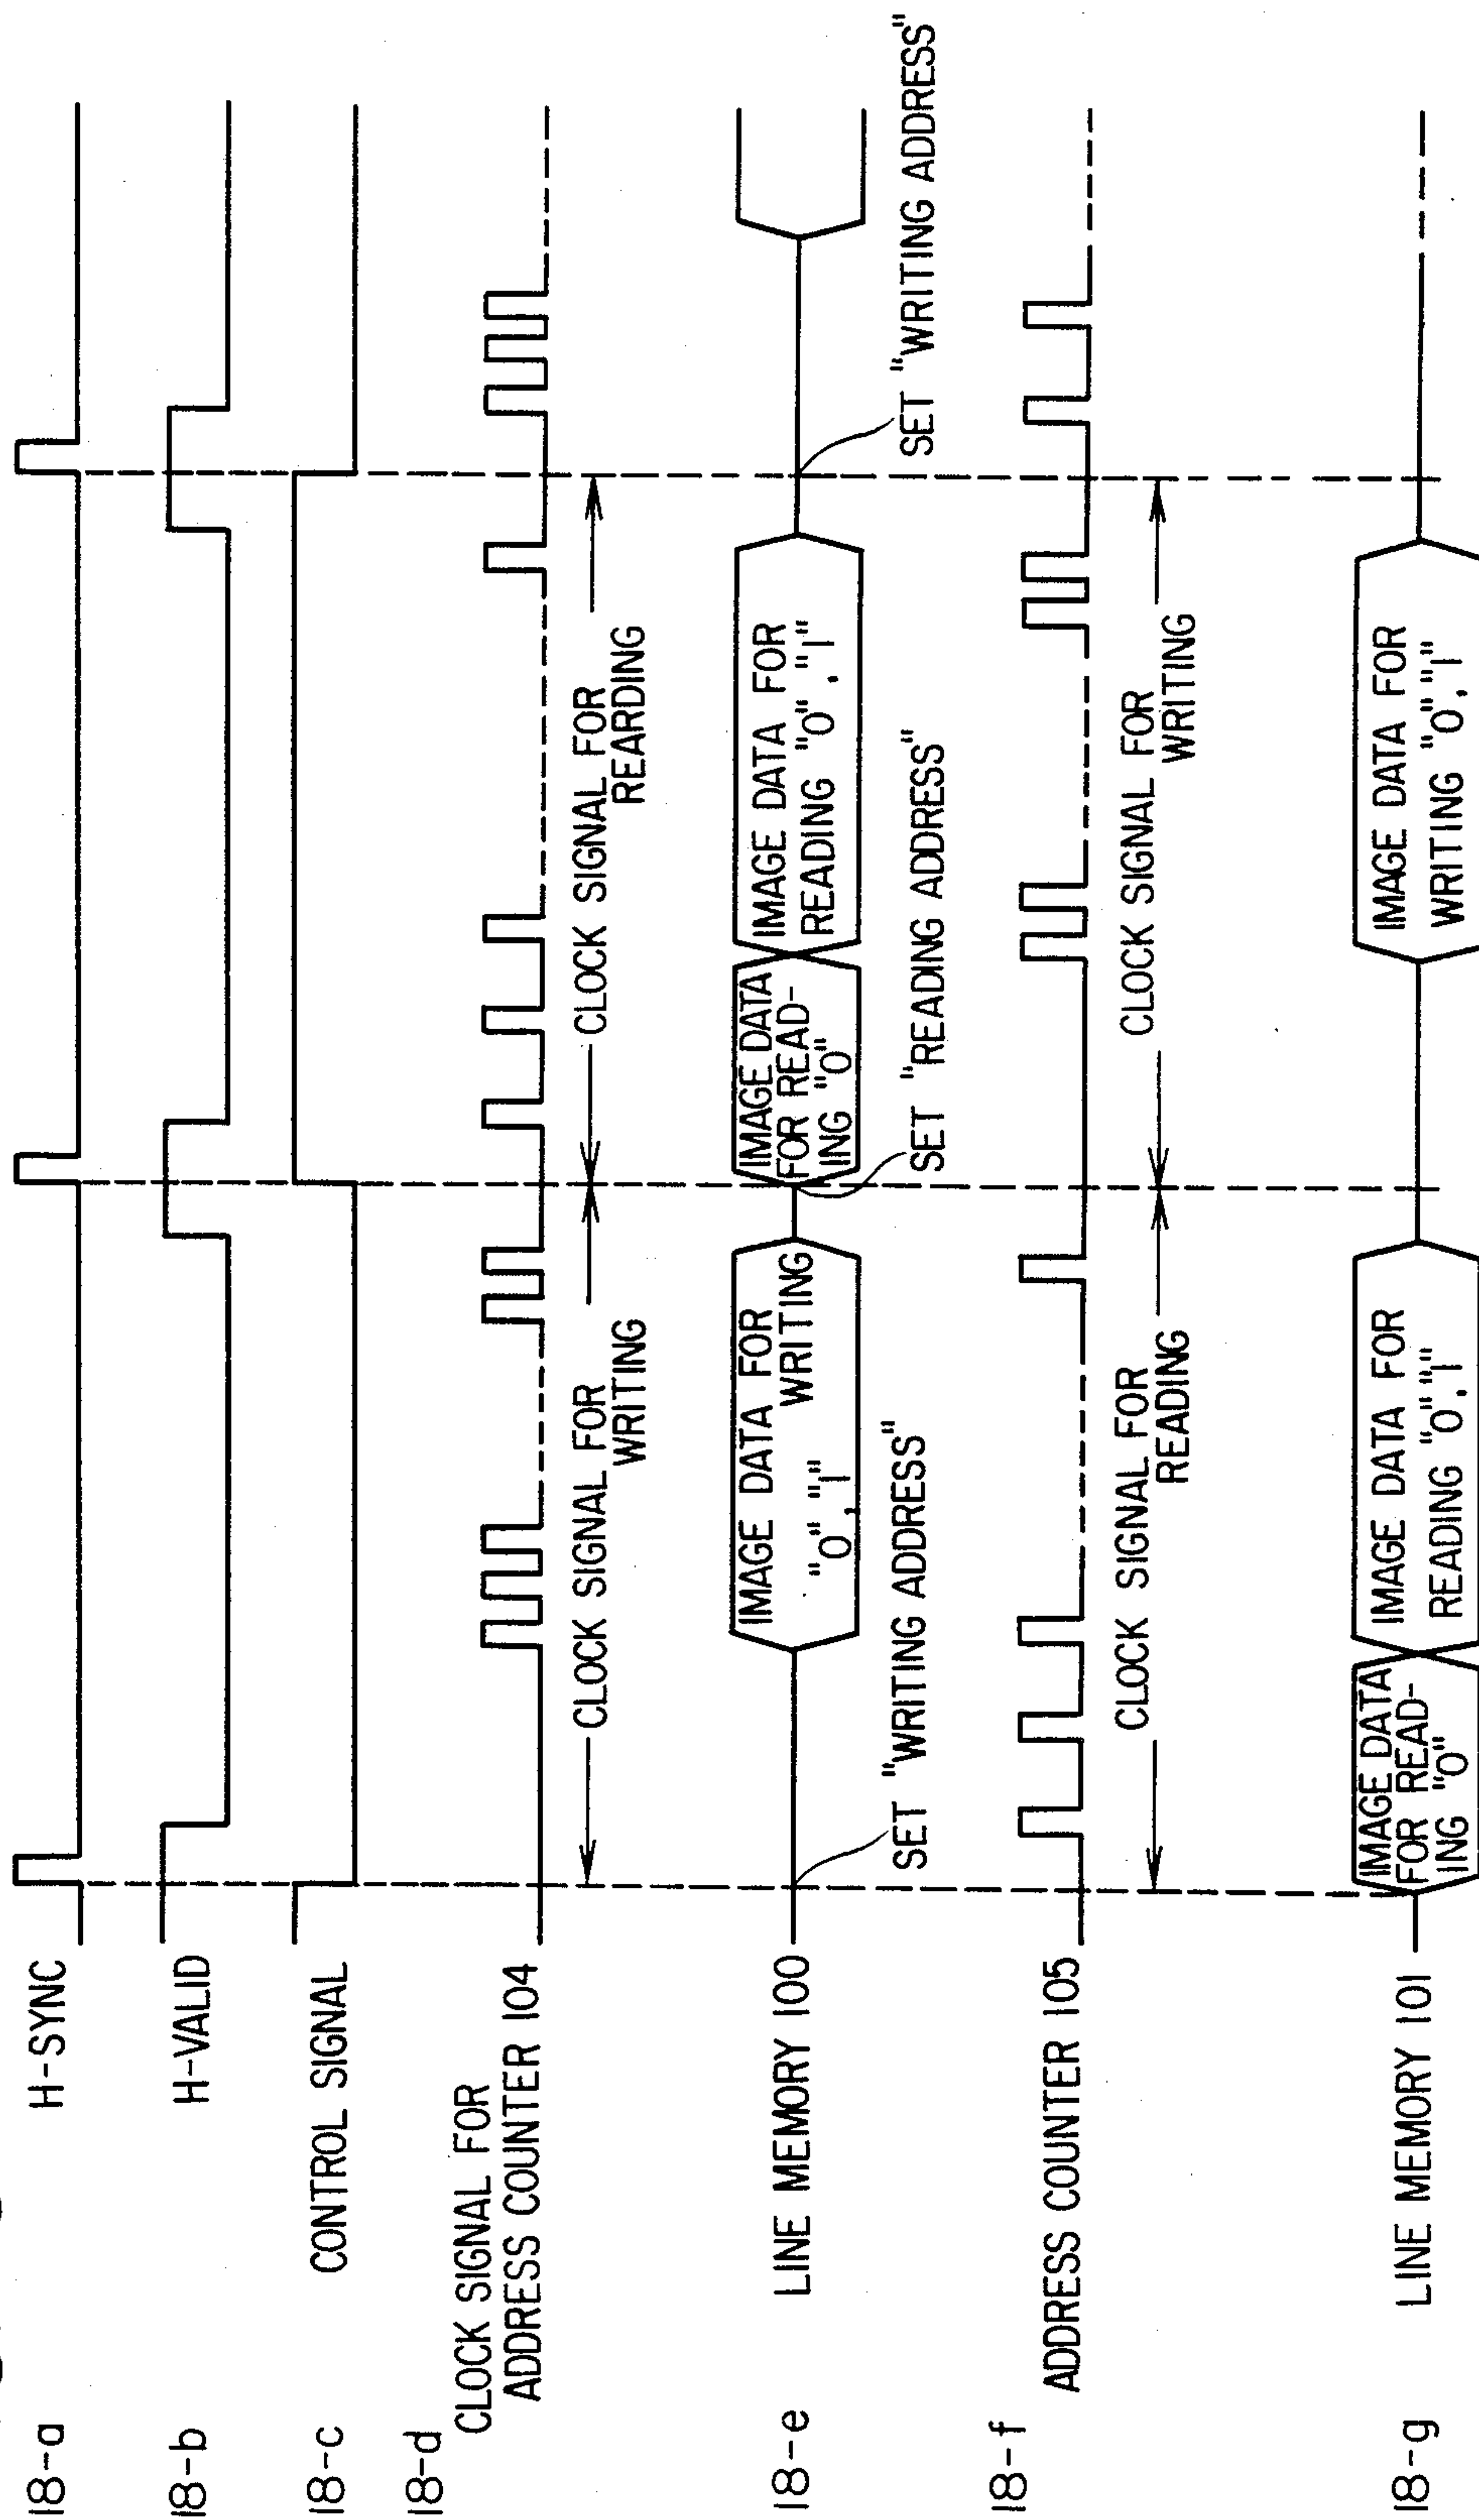 18-a H-SYNC
18-b H-VALID
18-c CONTROL SIGNAL
18-d CLOCK SIGNAL FOR
ADDRESS COUNTER 104
CLOCK SIGNAL FOR
WRITING
CLOCK SIGNAL FOR
REARDING
18-e LINE MEMORY 100
IMAGE DATA FOR
WRITING
"0","1"
IMAGE DATA
FOR READ-
ING "0"
IMAGE DATA FOR
READING "0","1"
SET "WRITING ADDRESS"
SET "READING ADDRESS"
SET "WRITING ADDRESS"
18-f ADDRESS COUNTER 105
CLOCK SIGNAL FOR
READING
CLOCK SIGNAL FOR
WRITING
18-g LINE MEMORY 101
IMAGE DATA
FOR READ-
ING "0"
IMAGE DATA FOR
READING "0","1"
IMAGE DATA FOR
WRITING "0","1"